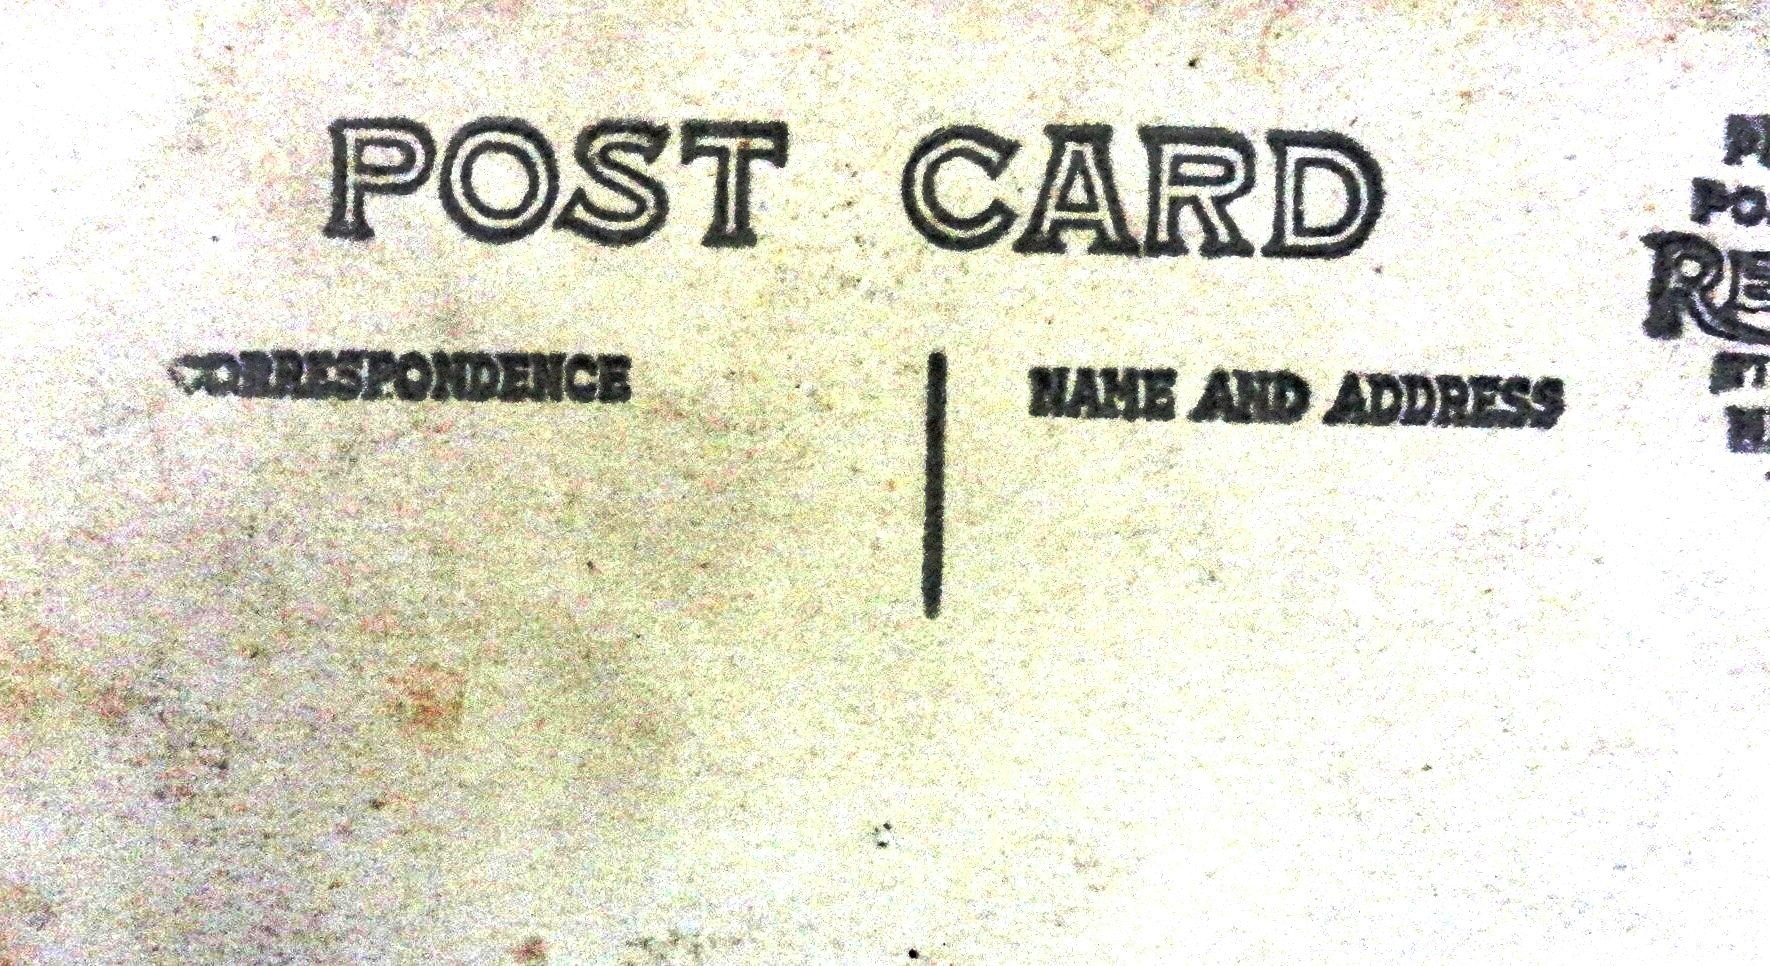 POST CARD
CORRESPONDENCE
NAME AND ADDRESS